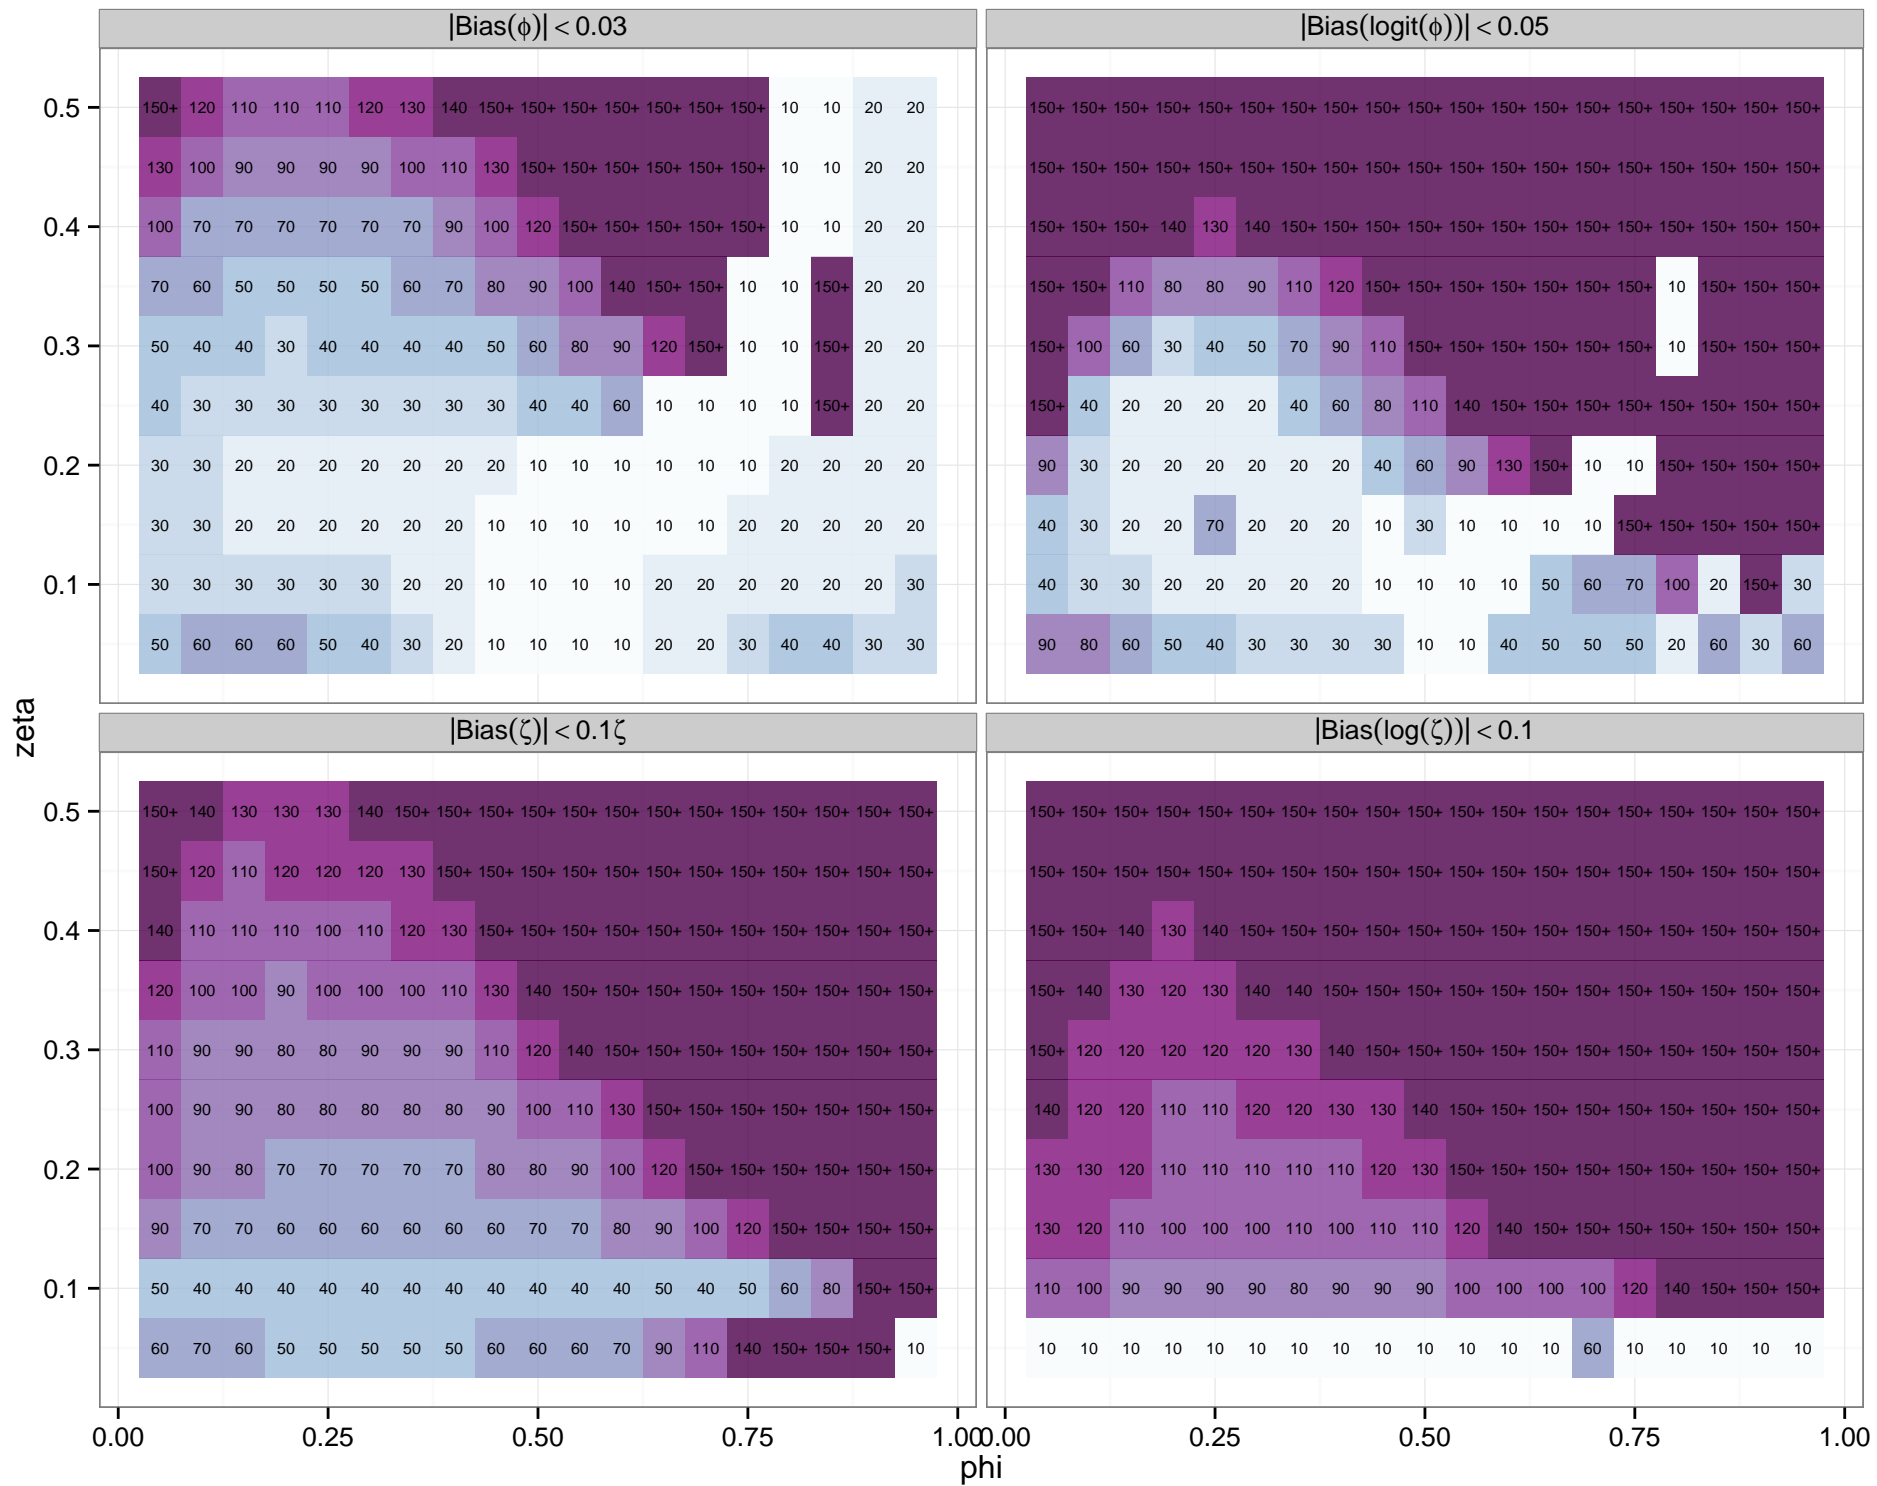 |Bias(ϕ)| < 0.03 |Bias(logit(ϕ))| < 0.05
0.5 150+ 120 110 110 110 120 130 140 150+ 150+ 150+ 150+ 150+ 150+ 150+ 10 10 20 20 150+ 150+ 150+ 150+ 150+ 150+ 150+ 150+ 150+ 150+ 150+ 150+ 150+ 150+ 150+ 150+ 150+ 150+ 150+
130 100 90 90 90 90 100 110 130 150+ 150+ 150+ 150+ 150+ 150+ 10 10 20 20 150+ 150+ 150+ 150+ 150+ 150+ 150+ 150+ 150+ 150+ 150+ 150+ 150+ 150+ 150+ 150+ 150+ 150+ 150+
0.4 100 70 70 70 70 70 70 90 100 120 150+ 150+ 150+ 150+ 150+ 10 10 20 20 150+ 150+ 150+ 140 130 140 150+ 150+ 150+ 150+ 150+ 150+ 150+ 150+ 150+ 150+ 150+ 150+ 150+
70 60 50 50 50 50 60 70 80 90 100 140 150+ 150+ 10 10 150+ 20 20 150+ 150+ 110 80 80 90 110 120 150+ 150+ 150+ 150+ 150+ 150+ 150+ 10 150+ 150+ 150+
0.3 50 40 40 30 40 40 40 40 50 60 80 90 120 150+ 10 10 150+ 20 20 150+ 100 60 30 40 50 70 90 110 150+ 150+ 150+ 150+ 150+ 150+ 10 150+ 150+ 150+
40 30 30 30 30 30 30 30 30 40 40 60 10 10 10 10 150+ 20 20 150+ 40 20 20 20 20 40 60 80 110 140 150+ 150+ 150+ 150+ 150+ 150+ 150+ 150+
0.2 30 30 20 20 20 20 20 20 20 10 10 10 10 10 10 20 20 20 20 90 30 20 20 20 20 20 20 40 60 90 130 150+ 10 10 150+ 150+ 150+ 150+
30 30 20 20 20 20 20 20 10 10 10 10 10 10 20 20 20 20 20 40 30 20 20 70 20 20 20 10 30 10 10 10 10 150+ 150+ 150+ 150+ 150+
0.1 30 30 30 30 30 30 20 20 10 10 10 10 20 20 20 20 20 20 30 40 30 30 20 20 20 20 20 10 10 10 10 50 60 70 100 20 150+ 30
50 60 60 60 50 40 30 20 10 10 10 10 20 20 30 40 40 30 30 90 80 60 50 40 30 30 30 30 10 10 40 50 50 50 20 60 30 60
zeta
|Bias(ζ)| < 0.1ζ |Bias(log(ζ))| < 0.1
0.5 150+ 140 130 130 130 140 150+ 150+ 150+ 150+ 150+ 150+ 150+ 150+ 150+ 150+ 150+ 150+ 150+ 150+ 150+ 150+ 150+ 150+ 150+ 150+ 150+ 150+ 150+ 150+ 150+ 150+ 150+ 150+ 150+ 150+ 150+ 150+
150+ 120 110 120 120 120 130 150+ 150+ 150+ 150+ 150+ 150+ 150+ 150+ 150+ 150+ 150+ 150+ 150+ 150+ 150+ 150+ 150+ 150+ 150+ 150+ 150+ 150+ 150+ 150+ 150+ 150+ 150+ 150+ 150+ 150+ 150+
0.4 140 110 110 110 100 110 120 130 150+ 150+ 150+ 150+ 150+ 150+ 150+ 150+ 150+ 150+ 150+ 150+ 150+ 140 130 140 150+ 150+ 150+ 150+ 150+ 150+ 150+ 150+ 150+ 150+ 150+ 150+ 150+ 150+
120 100 100 90 100 100 100 110 130 140 150+ 150+ 150+ 150+ 150+ 150+ 150+ 150+ 150+ 150+ 140 130 120 130 140 140 150+ 150+ 150+ 150+ 150+ 150+ 150+ 150+ 150+ 150+ 150+ 150+
0.3 110 90 90 80 80 90 90 90 110 120 140 150+ 150+ 150+ 150+ 150+ 150+ 150+ 150+ 150+ 120 120 120 120 120 130 140 150+ 150+ 150+ 150+ 150+ 150+ 150+ 150+ 150+ 150+ 150+
100 90 90 80 80 80 80 80 90 100 110 130 150+ 150+ 150+ 150+ 150+ 150+ 150+ 140 120 120 110 110 120 120 130 130 140 150+ 150+ 150+ 150+ 150+ 150+ 150+ 150+ 150+
0.2 100 90 80 70 70 70 70 70 80 80 90 100 120 150+ 150+ 150+ 150+ 150+ 150+ 130 130 120 110 110 110 110 110 120 130 150+ 150+ 150+ 150+ 150+ 150+ 150+ 150+ 150+
90 70 70 60 60 60 60 60 60 70 70 80 90 100 120 150+ 150+ 150+ 150+ 130 120 110 100 100 100 110 100 110 110 120 140 150+ 150+ 150+ 150+ 150+ 150+ 150+
0.1 50 40 40 40 40 40 40 40 40 40 40 40 50 40 50 60 80 150+ 150+ 110 100 90 90 90 90 80 90 90 90 100 100 100 100 120 140 150+ 150+ 150+
60 70 60 50 50 50 50 50 60 60 60 70 90 110 140 150+ 150+ 150+ 10 10 10 10 10 10 10 10 10 10 10 10 10 10 60 10 10 10 10 10
0.00 0.25 0.50 0.75 1.00 0.00 0.25 0.50 0.75 1.00
phi